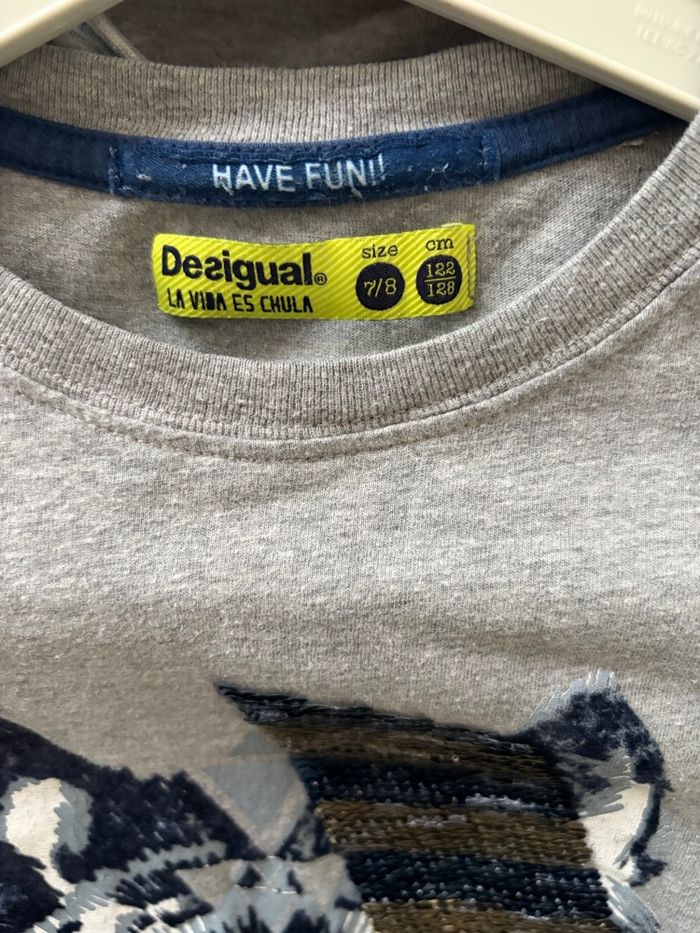 HAVE FUN!!
Desigual®
LA VIDA ES CHULA
size
7/8
cm
122
128